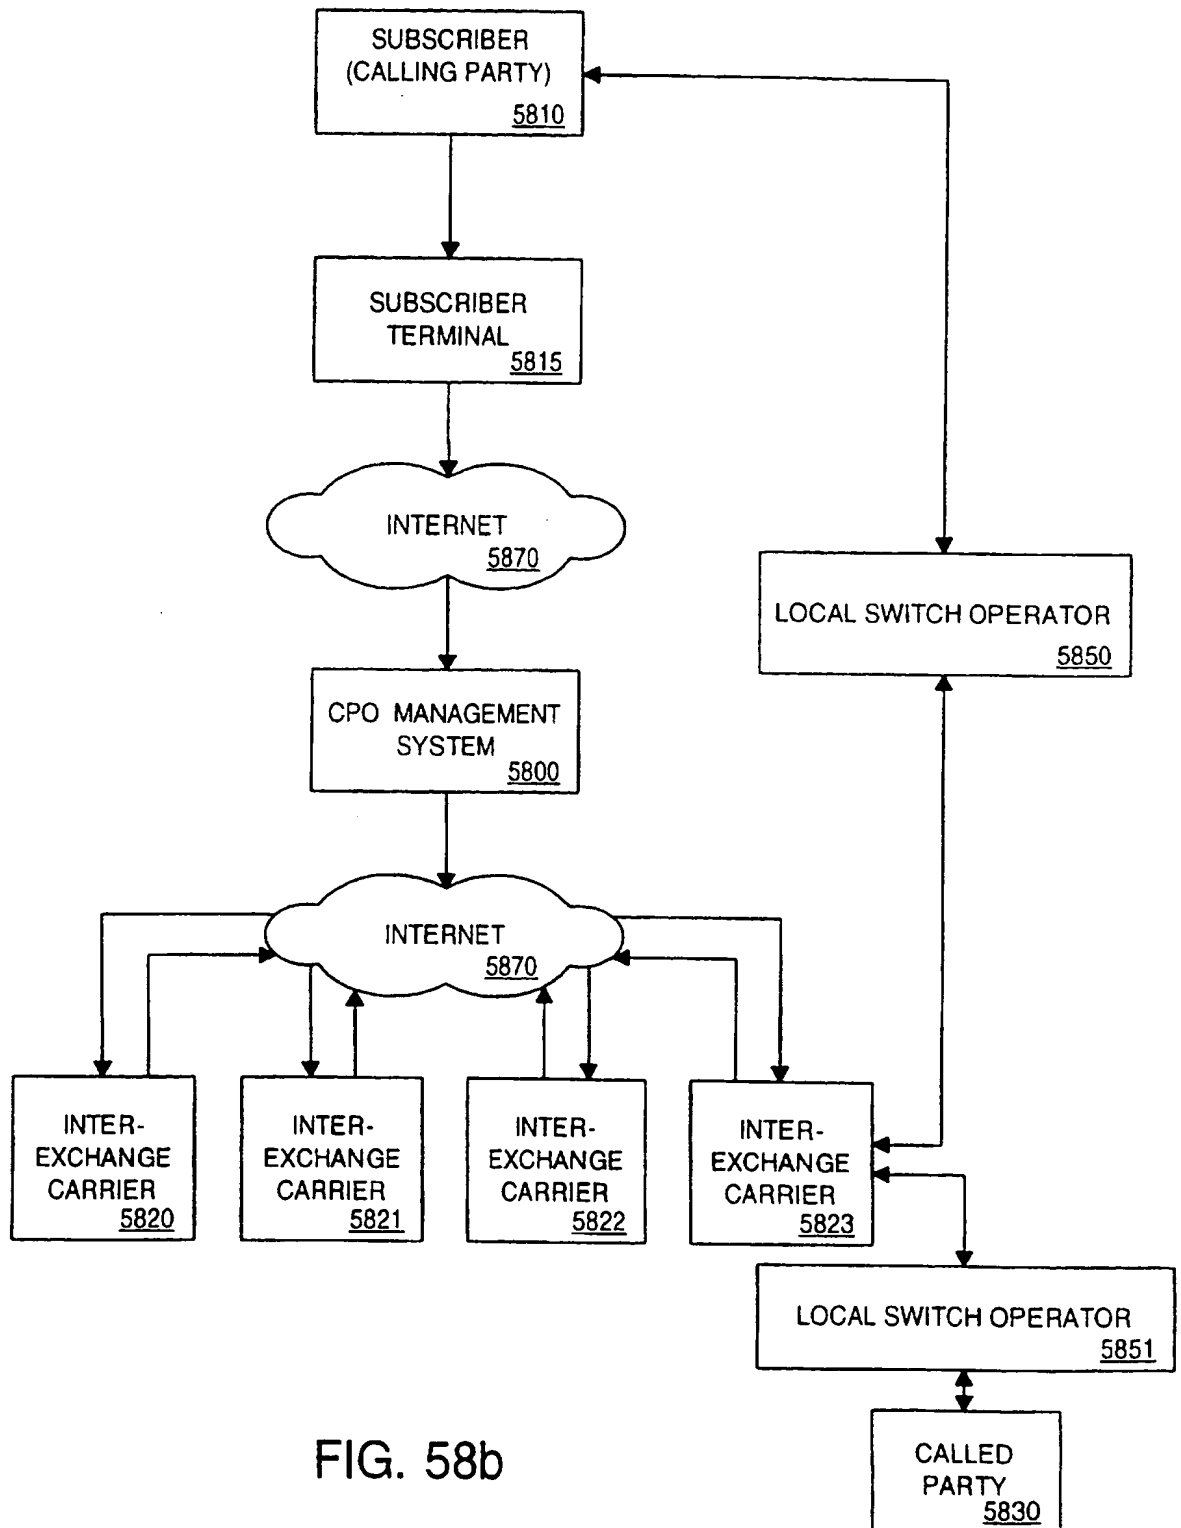 SUBSCRIBER
(CALLING PARTY)
5810
SUBSCRIBER
TERMINAL
5815
INTERNET
5870
LOCAL SWITCH OPERATOR
5850
CPO MANAGEMENT
SYSTEM
5800
INTERNET
5870
INTER-
EXCHANGE
CARRIER
5820
INTER-
EXCHANGE
CARRIER
5821
INTER-
EXCHANGE
CARRIER
5822
INTER-
EXCHANGE
CARRIER
5823
LOCAL SWITCH OPERATOR
5851
CALLED
PARTY
5830
FIG. 58b